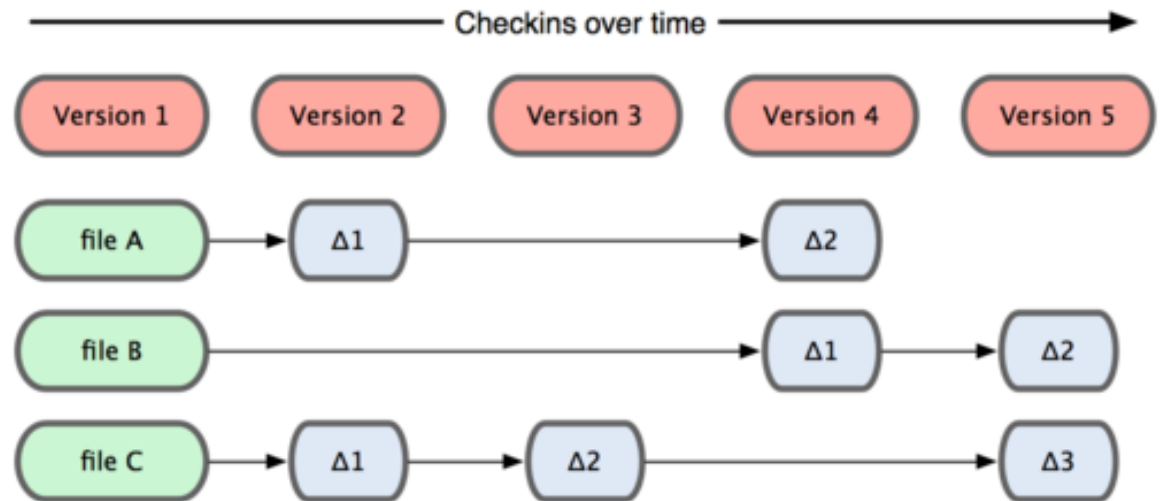 Checkins over time
Version 1 Version 2 Version 3 Version 4 Version 5
file A Δ1 Δ2
file B Δ1 Δ2
file C Δ1 Δ2 Δ3